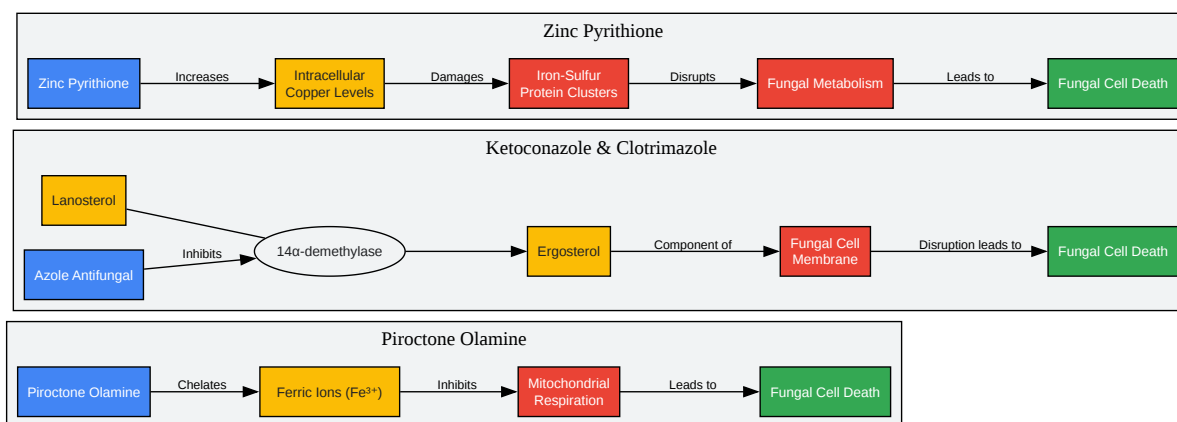 Zinc Pyrithione
Zinc Pyrithione
Increases
Intracellular
Copper Levels
Damages
Iron-Sulfur
Protein Clusters
Disrupts
Fungal Metabolism
Leads to
Fungal Cell Death
Ketoconazole & Clotrimazole
Lanosterol
Azole Antifungal
Inhibits
14α-demethylase
Ergosterol
Component of
Fungal Cell
Membrane
Disruption leads to
Fungal Cell Death
Piroctone Olamine
Piroctone Olamine
Chelates
Ferric Ions (Fe³⁺)
Inhibits
Mitochondrial
Respiration
Leads to
Fungal Cell Death